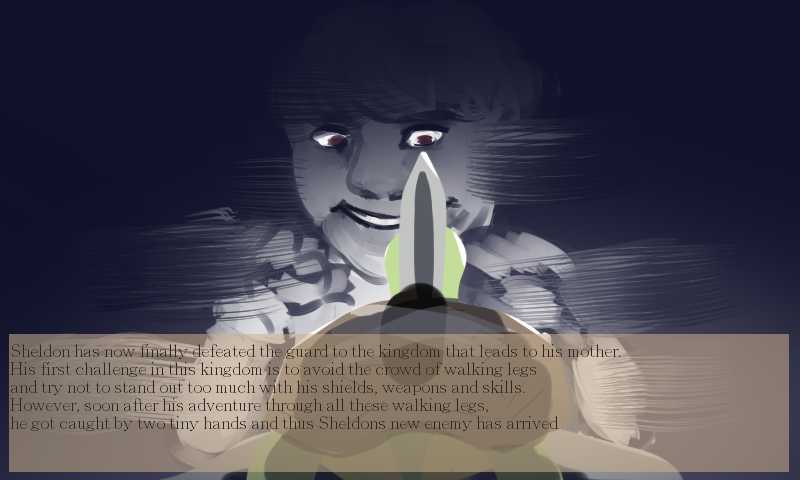 Sheldon has now finally defeated the guard to the kingdom that leads to his mother.
His first challenge in this kingdom is to avoid the crowd of walking legs
and try not to stand out too much with his shields, weapons and skills.
However, soon after his adventure through all these walking legs,
he got caught by two tiny hands and thus Sheldons new enemy has arrived